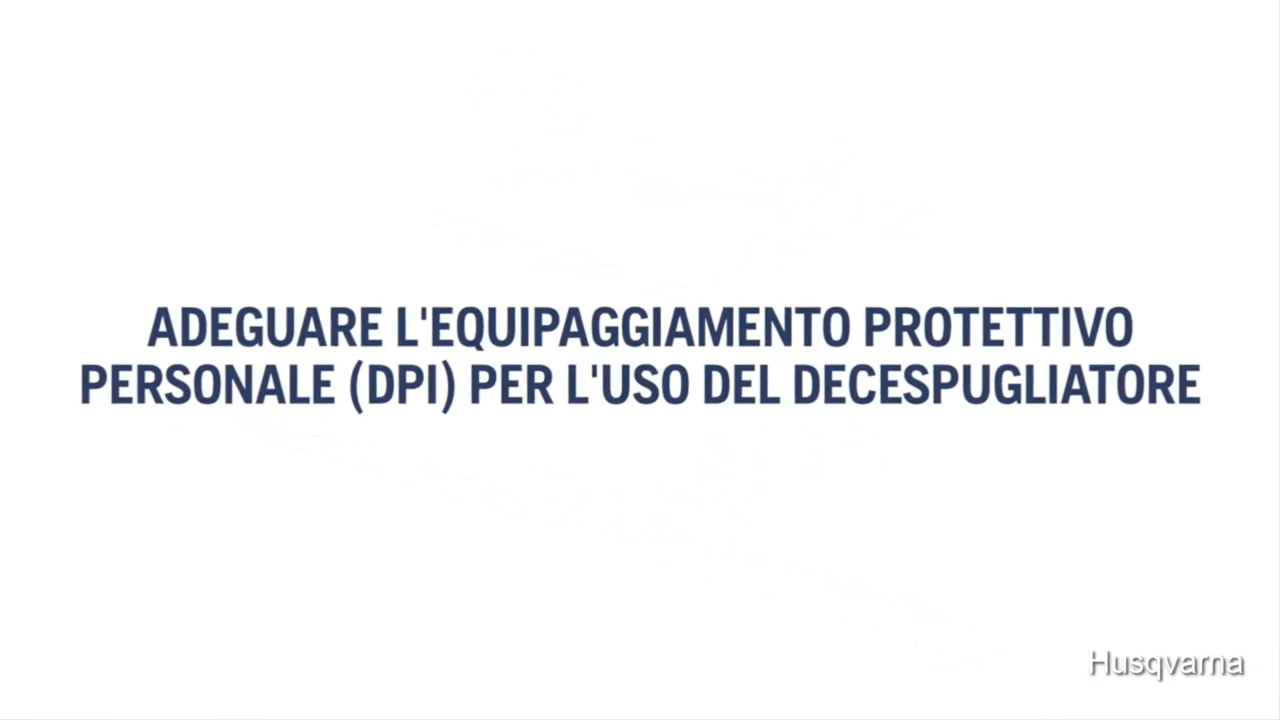 ADEGUARE L'EQUIPAGGIAMENTO PROTETTIVO
PERSONALE (DPI) PER L'USO DEL DECESPUGLIATORE
Husqvarna